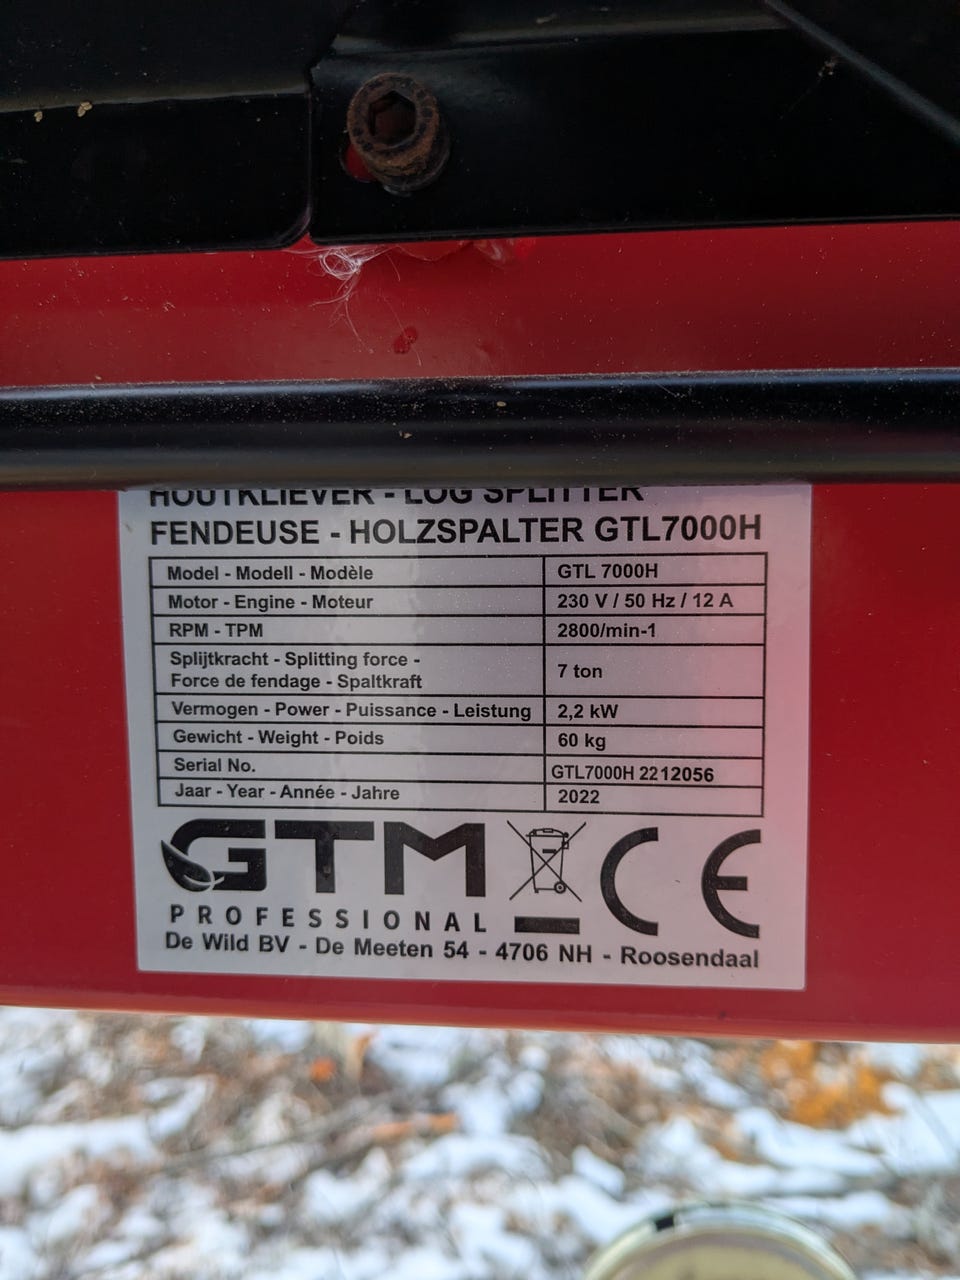 HOUTKLIEVER - LOG SPLITTER
FENDEUSE - HOLZSPALTER GTL7000H
Model - Modell - Modèle GTL 7000H
Motor - Engine - Moteur 230 V / 50 Hz / 12 A
RPM - TPM 2800/min-1
Splijtkracht - Splitting force -
Force de fendage - Spaltkraft 7 ton
Vermogen - Power - Puissance - Leistung 2,2 kW
Gewicht - Weight - Poids 60 kg
Serial No. GTL7000H 2212056
Jaar - Year - Année - Jahre 2022
GTM CE
PROFESSIONAL
De Wild BV - De Meeten 54 - 4706 NH - Roosendaal